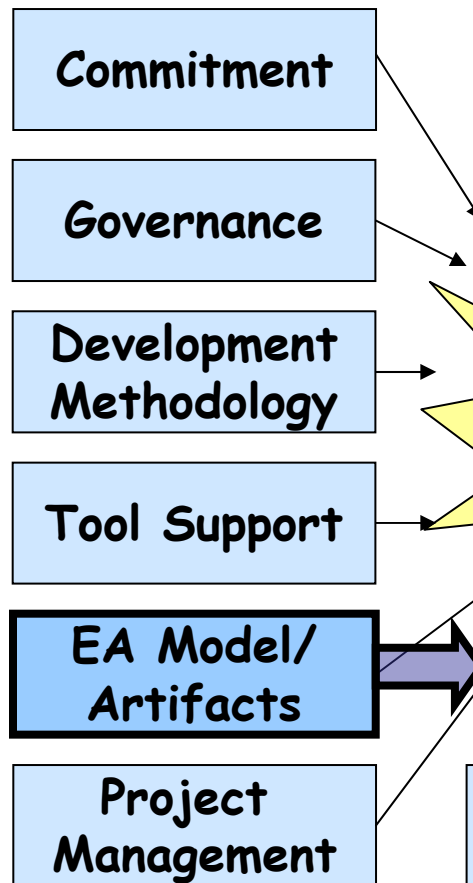 Commitment
Governance
Development
Methodology
Tool Support
EA Model/
Artifacts
Project
Management